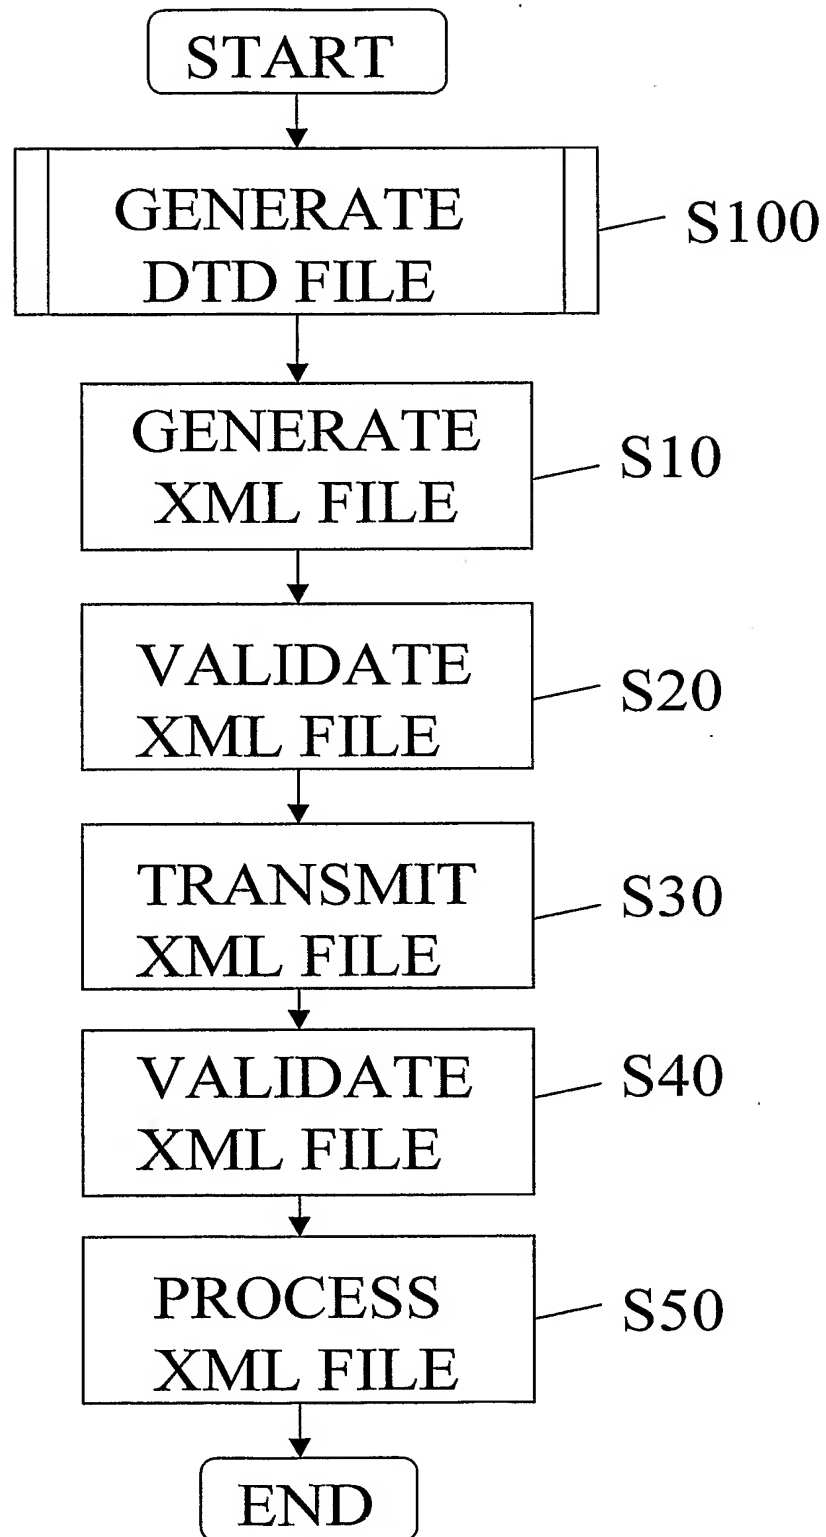 START
GENERATE
DTD FILE
S100
GENERATE
XML FILE
S10
VALIDATE
XML FILE
S20
TRANSMIT
XML FILE
S30
VALIDATE
XML FILE
S40
PROCESS
XML FILE
S50
END